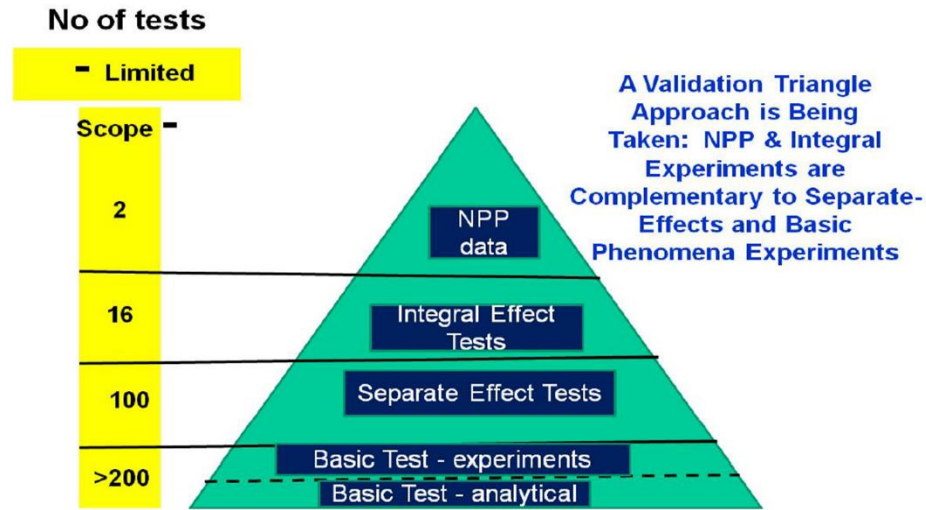 No of tests
- Limited
Scope -
2
16
100
>200
NPP
data
Integral Effect
Tests
Separate Effect Tests
Basic Test - experiments
Basic Test - analytical
A Validation Triangle
Approach is Being
Taken: NPP & Integral
Experiments are
Complementary to Separate-
Effects and Basic
Phenomena Experiments